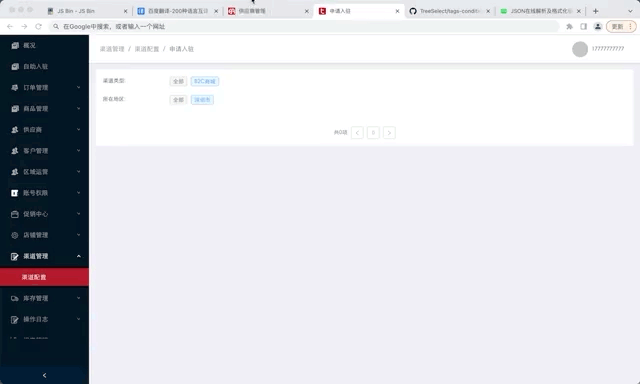 JS Bin - JS Bin
百度翻译-200种语言互译
供应商管理
申请入驻
TreeSelect/tags-cond/de
JSON在线解析及格式化验
在Google中搜索，或者输入一个网址
更新
概况
自助入驻
订单管理
商品管理
供应商
客户管理
区域运营
账号权限
促销中心
店铺管理
渠道管理
渠道配置
库存管理
操作日志
渠道管理 / 渠道配置 / 申请入驻
17777777777
渠道类型:
全部
B2C商城
所在地区:
全部
深圳市
共0项